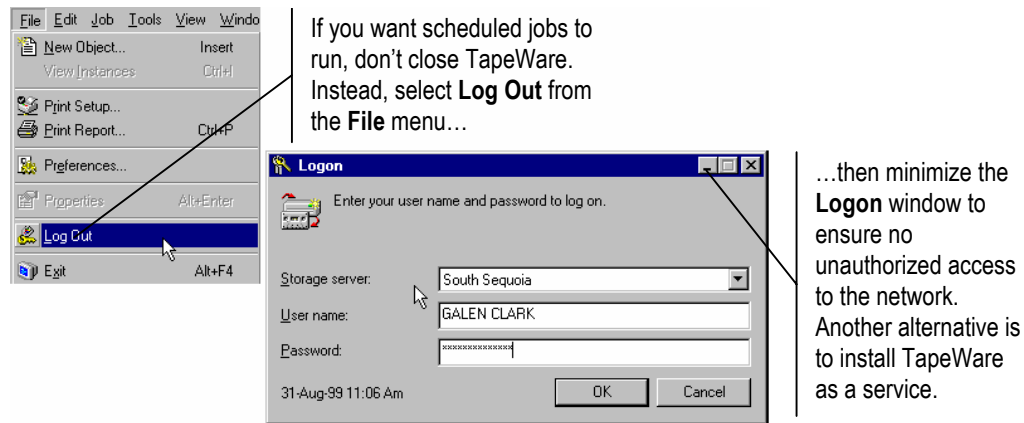 File Edit Job Tools View Windo
New Object... Insert
View Instances Ctrl+I
Print Setup...
Print Report... Ctrl+P
Preferences...
Properties Alt+Enter
Log Out
Exit Alt+F4
If you want scheduled jobs to
run, don’t close TapeWare.
Instead, select Log Out from
the File menu…
Logon
Enter your user name and password to log on.
Storage server: South Sequoia
User name: GALEN CLARK
Password: **************
31-Aug-99 11:06 Am OK Cancel
…then minimize the
Logon window to
ensure no
unauthorized access
to the network.
Another alternative is
to install TapeWare
as a service.